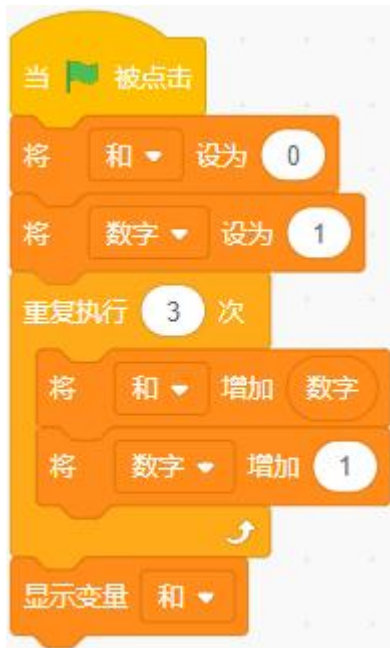 当 被点击
将 和 设为 0
将 数字 设为 1
重复执行 3 次
将 和 增加 数字
将 数字 增加 1
显示变量 和